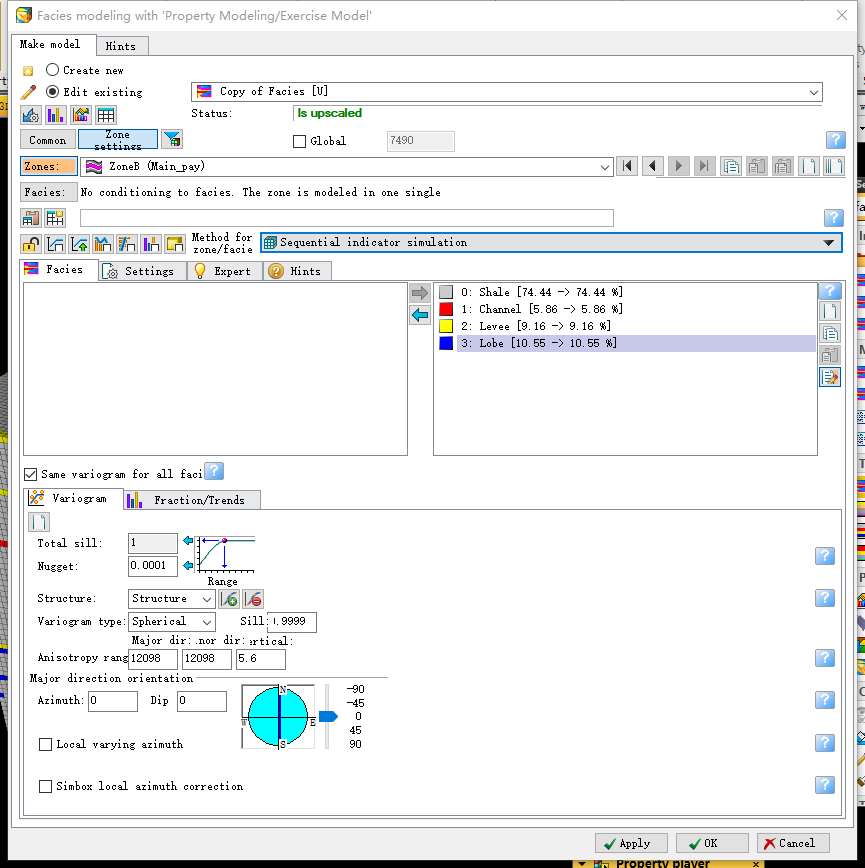 Facies modeling with 'Property Modeling/Exercise Model'
Make model
Hints
Create new
Edit existing
Copy of Facies [U]
Status:
Is upscaled
Common
Zone settings
Global
7490
Zones:
ZoneB (Main_pay)
Facies:
No conditioning to facies. The zone is modeled in one single
Method for
zone/facie
Sequential indicator simulation
Facies
Settings
Expert
Hints
0: Shale [74.44 -> 74.44 %]
1: Channel [5.86 -> 5.86 %]
2: Levee [9.16 -> 9.16 %]
3: Lobe [10.55 -> 10.55 %]
Same variogram for all faci
Variogram
Fraction/Trends
Total sill:
1
Nugget:
0.0001
Range
Structure:
Structure
Variogram type:
Spherical
Sill:
.9999
Major dir:
.nor dir:
ertical:
Anisotropy rang
12098
12098
5.6
Major direction orientation
Azimuth:
0
Dip
0
N
W
E
S
-90
-45
0
45
90
Local varying azimuth
Simbox local azimuth correction
Apply
OK
Cancel
Property player